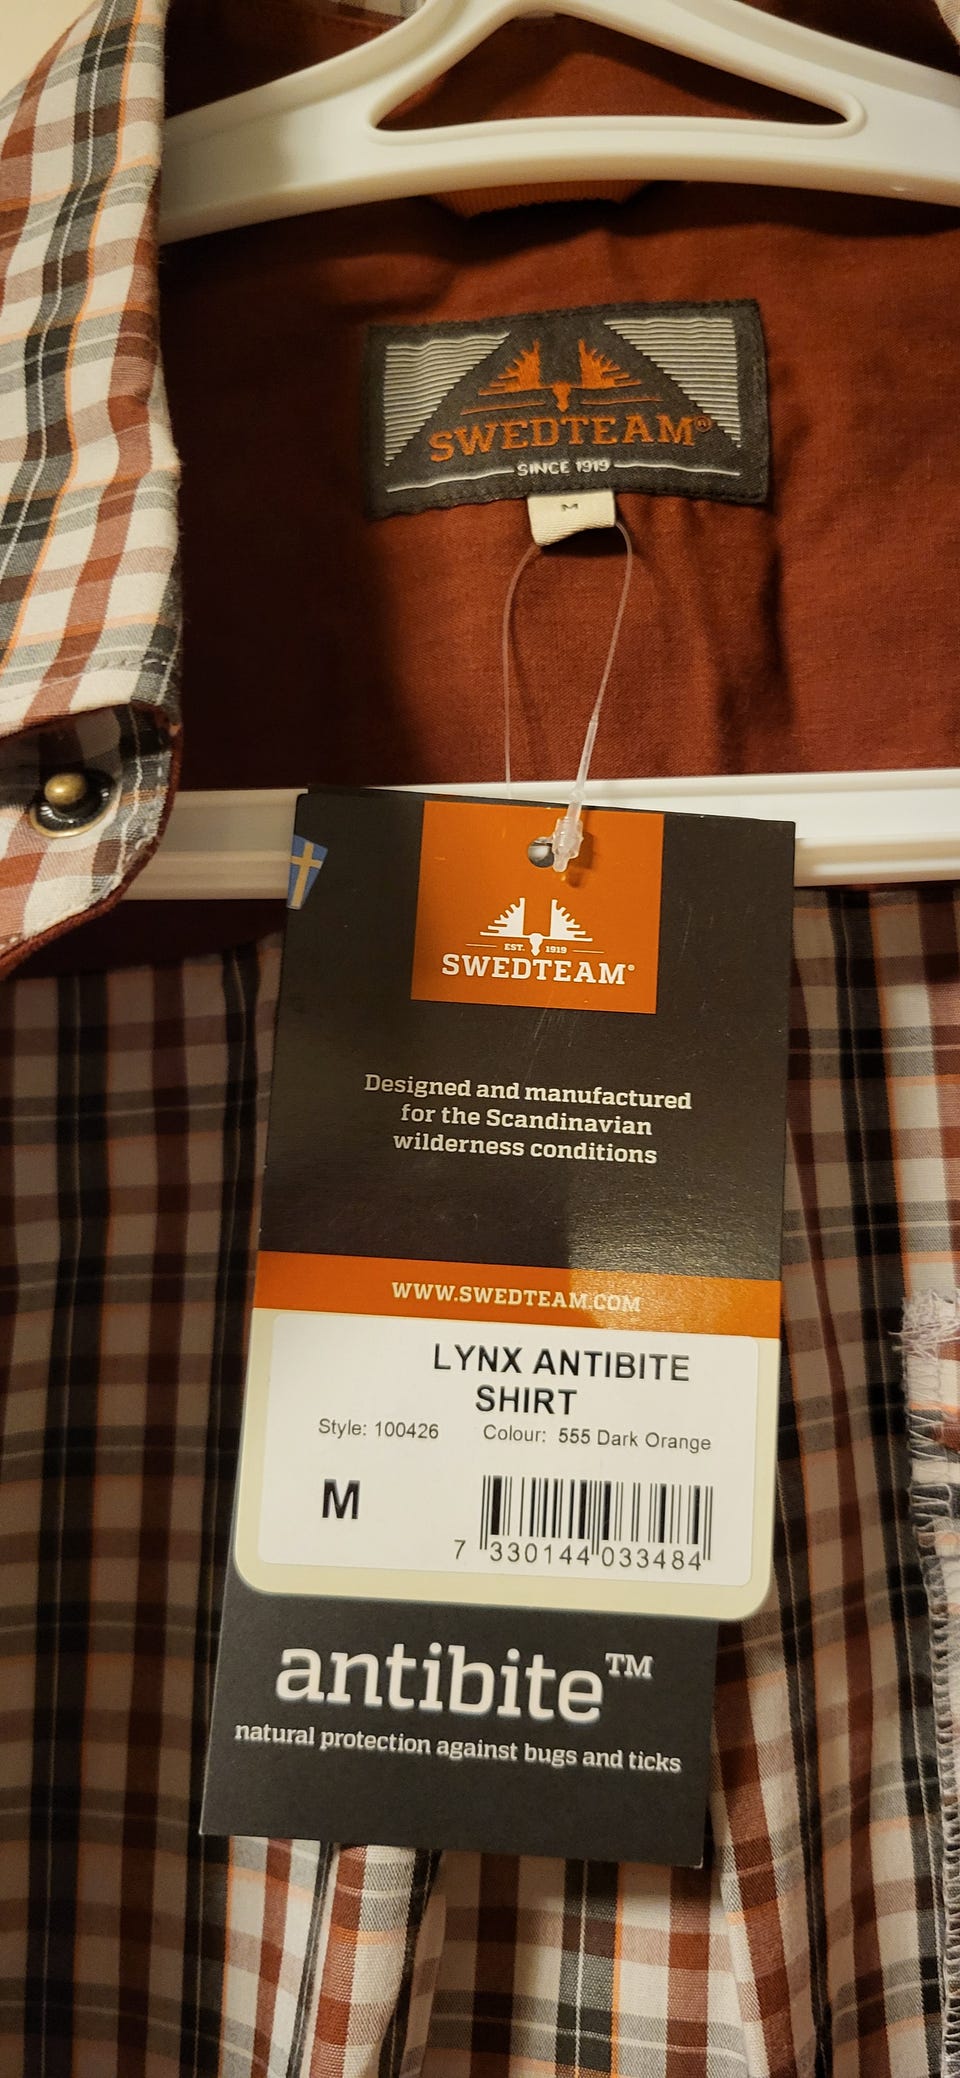 SWEDTEAM®
SINCE 1919
M
EST. 1919
SWEDTEAM®
Designed and manufactured
for the Scandinavian
wilderness conditions
WWW.SWEDTEAM.COM
LYNX ANTIBITE
SHIRT
Style: 100426 Colour: 555 Dark Orange
M
7 330144 033484
antibite™
natural protection against bugs and ticks